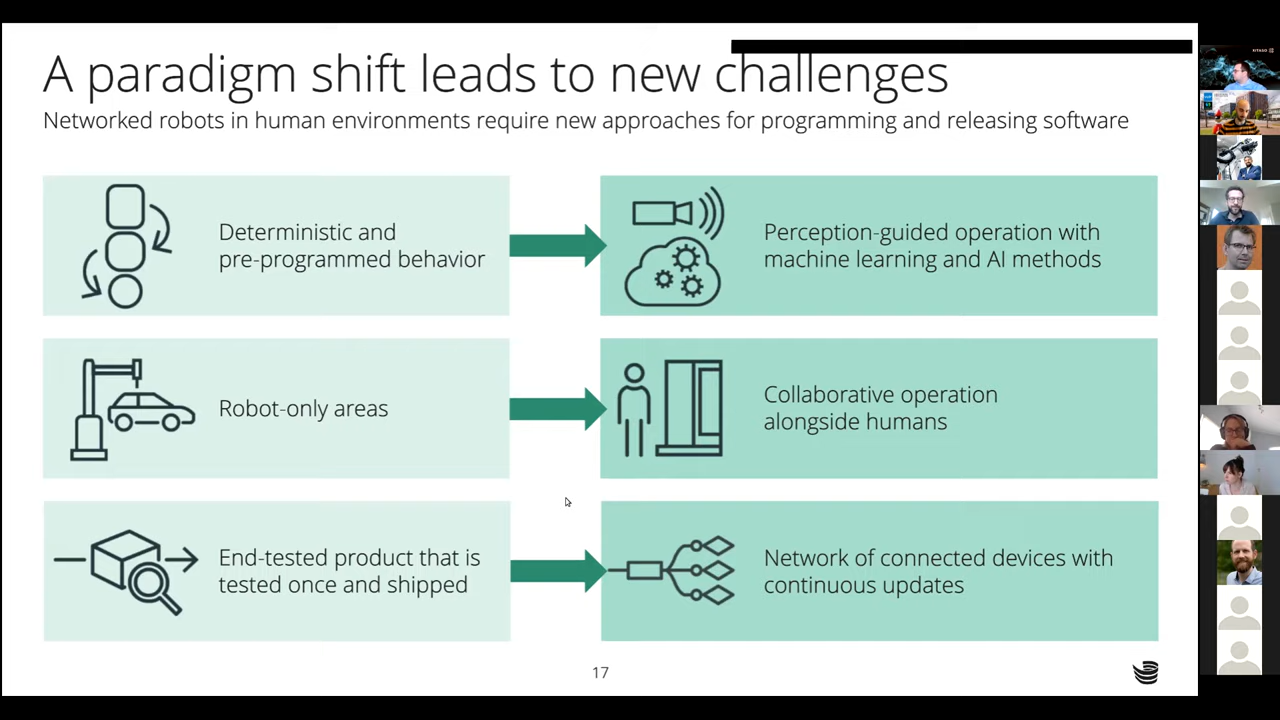 A paradigm shift leads to new challenges
Networked robots in human environments require new approaches for programming and releasing software
Deterministic and
pre-programmed behavior
Perception-guided operation with
machine learning and AI methods
Robot-only areas
Collaborative operation
alongside humans
End-tested product that is
tested once and shipped
Network of connected devices with
continuous updates
17